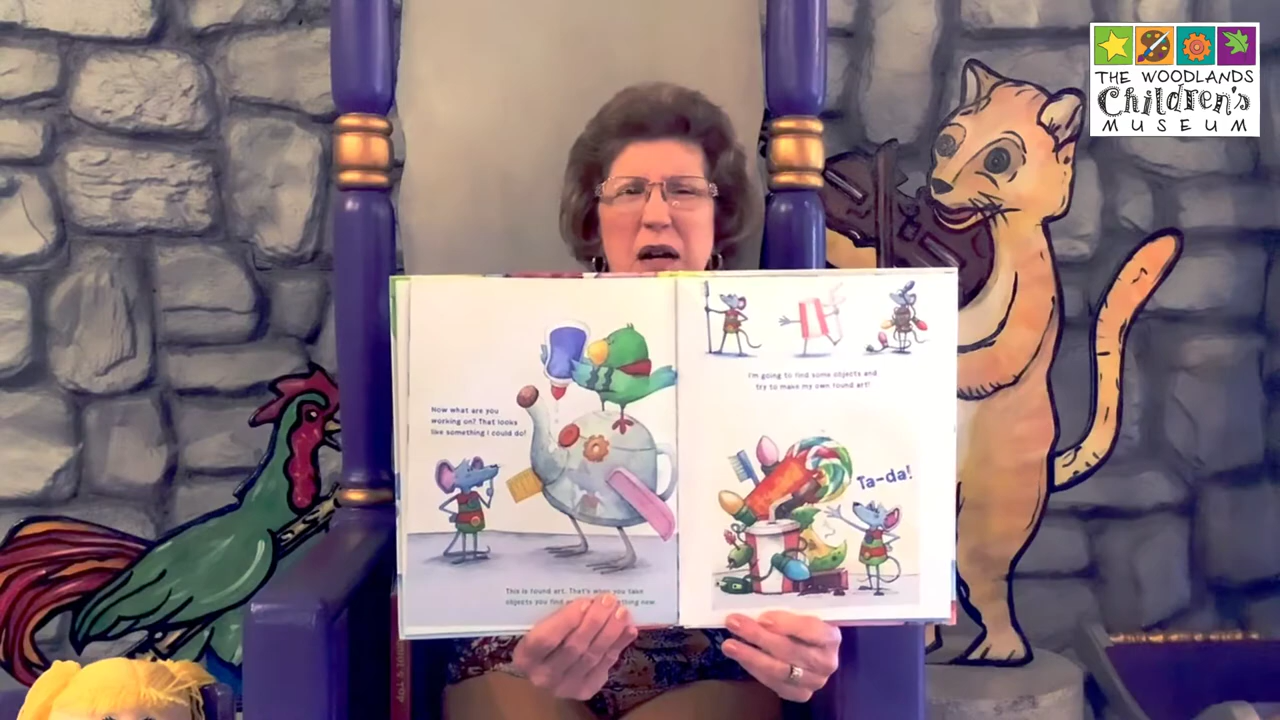 THE WOODLANDS
Children's
MUSEUM
Now what are you
working on? That looks
like something I could do!
This is found art. That's when you take
objects you find
thing new.
I'm going to find some objects and
try to make my own found art!
Ta-da!